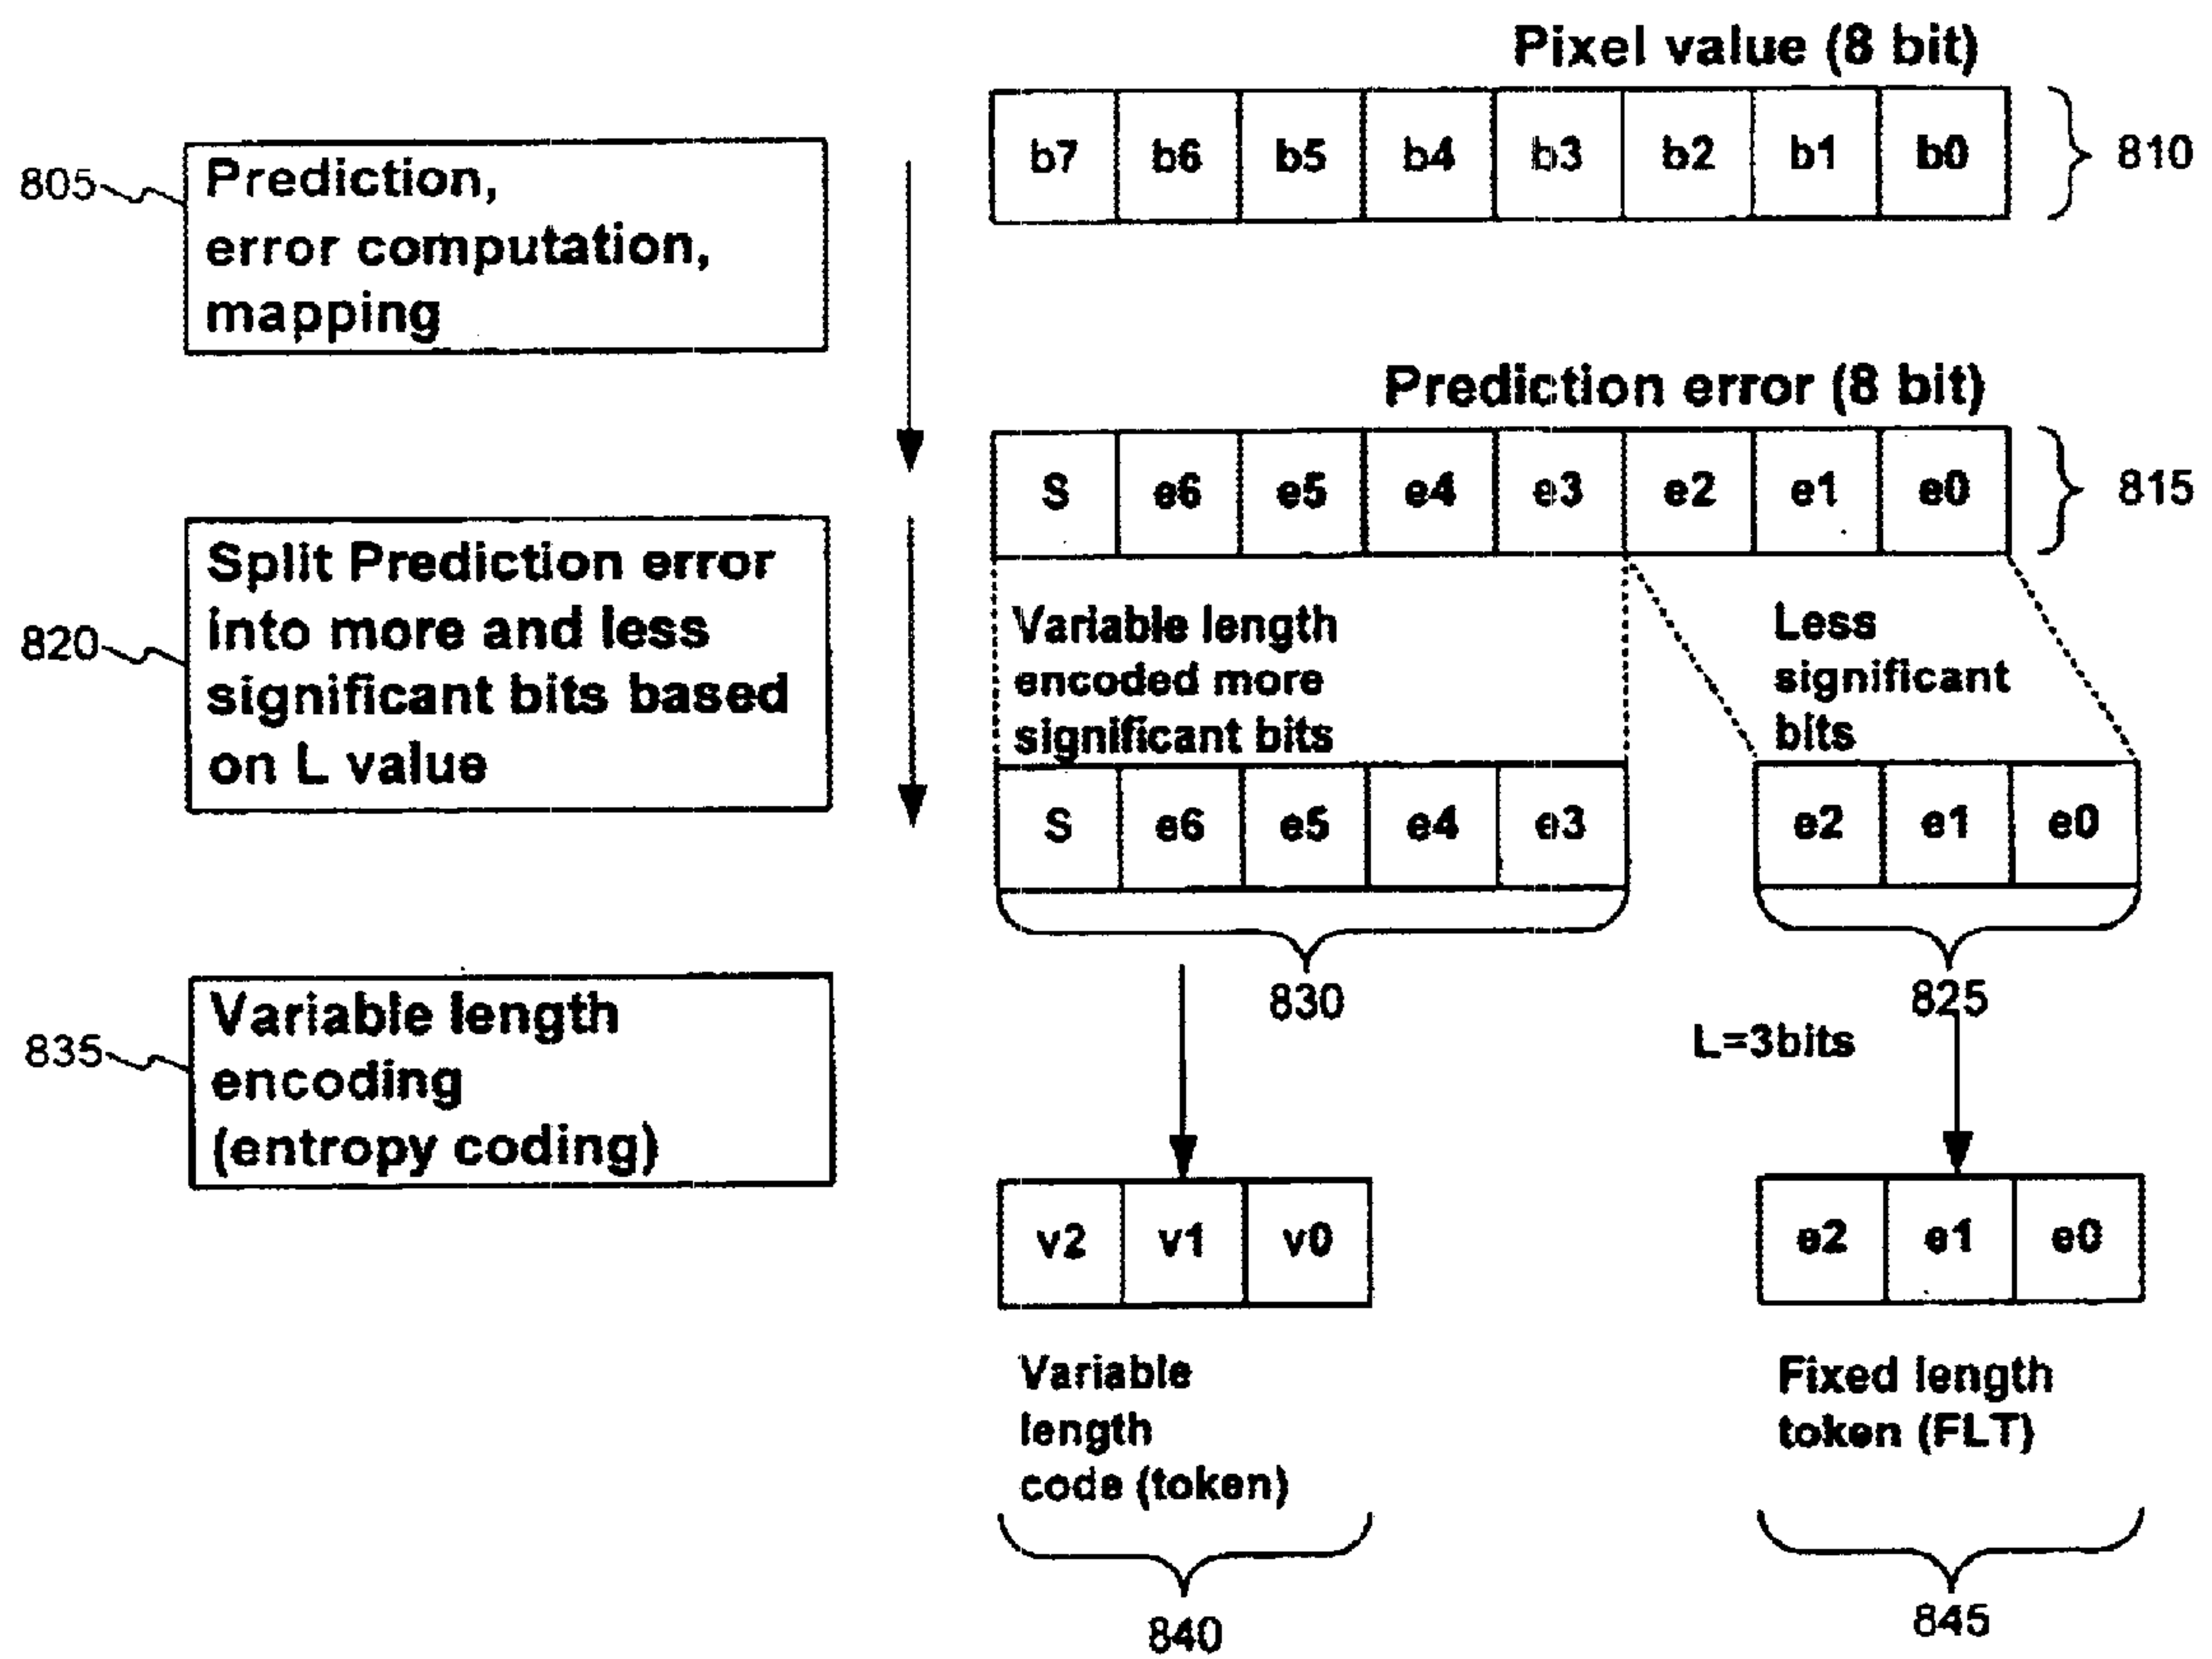 Pixel value (8 bit)
b7 b6 b5 b4 b3 b2 b1 b0
810
805
Prediction,
error computation,
mapping
Prediction error (8 bit)
S e6 e5 e4 e3 e2 e1 e0
815
820
Split Prediction error
into more and less
significant bits based
on L value
Variable length
encoded more
significant bits
Less
significant
bits
S e6 e5 e4 e3
e2 e1 e0
830
825
L=3bits
835
Variable length
encoding
(entropy coding)
v2 v1 v0
e2 e1 e0
Variable
length
code (token)
Fixed length
token (FLT)
840
845